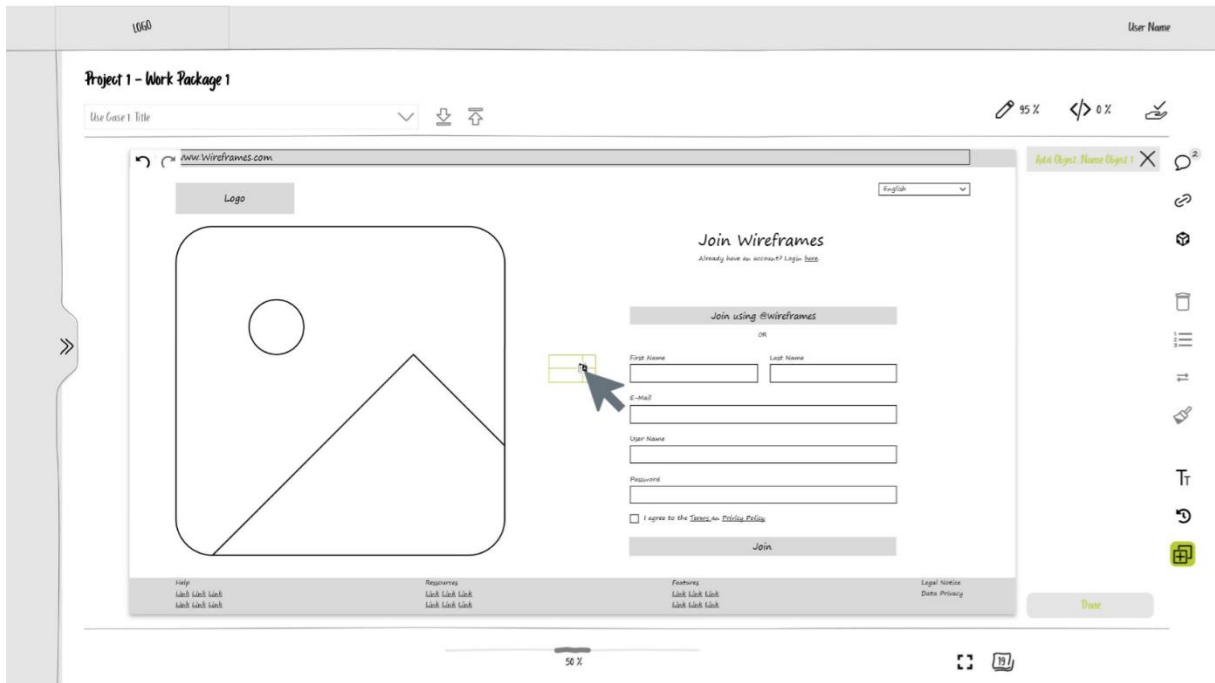 LOGO
User Name
Project 1 - Work Package 1
Use Case 1 Title
95 %
0 %
www.Wireframes.com
Add Object: Name Object 1
2
Logo
English
Join Wireframes
Already have an account? Login here.
Join using @Wireframes
OR
First Name
Last Name
E-Mail
User Name
Password
I agree to the Terms an Privicy Policy
Join
Help
Link Link Link
Link Link Link
Ressources
Link Link Link
Link Link Link
Features
Link Link Link
Link Link Link
Legal Notice
Data Privacy
Done
50 %
19